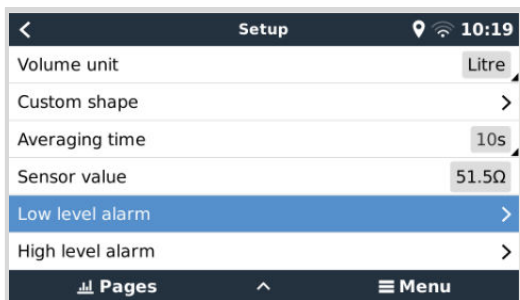 Setup 10:19
Volume unit Litre
Custom shape
Averaging time 10s
Sensor value 51.5Ω
Low level alarm
High level alarm
Pages Menu